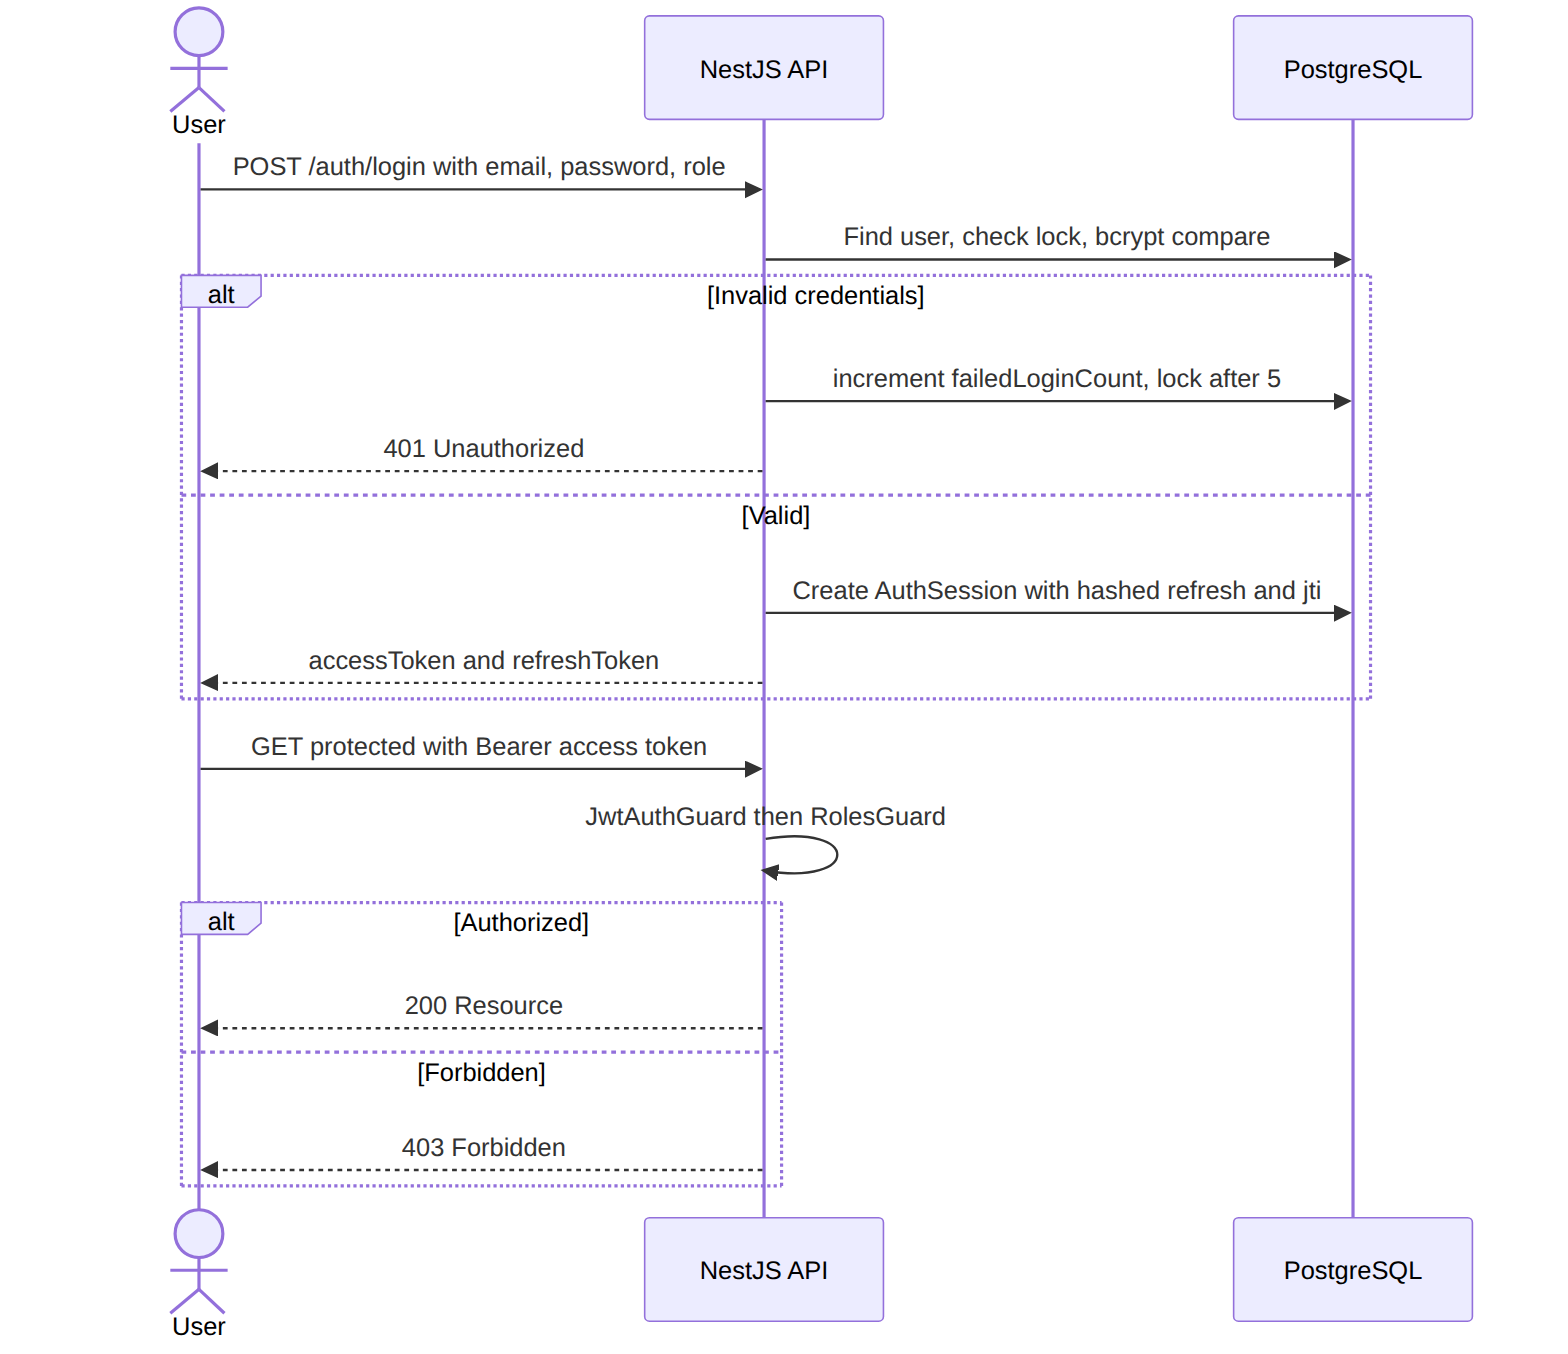 User
NestJS API
PostgreSQL
POST /auth/login with email, password, role
Find user, check lock, bcrypt compare
alt
[Invalid credentials]
increment failedLoginCount, lock after 5
401 Unauthorized
[Valid]
Create AuthSession with hashed refresh and jti
accessToken and refreshToken
GET protected with Bearer access token
JwtAuthGuard then RolesGuard
alt
[Authorized]
200 Resource
[Forbidden]
403 Forbidden
User
NestJS API
PostgreSQL